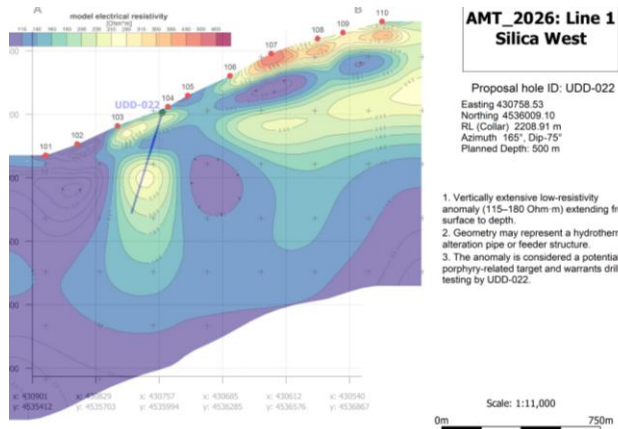 AMT_2026: Line 1
Silica West
model electrical resistivity
[Ohm*m]
110
109
108
107
106
105
104
103
102
101
UDD-022
Proposal hole ID: UDD-022
Easting 430758.53
Northing 4536009.10
RL (Collar) 2208.91 m
Azimuth 165°, Dip-75°
Planned Depth: 500 m
1. Vertically extensive low-resistivity
anomaly (115–180 Ohm·m) extending
surface to depth.
2. Geometry may represent a
alteration pipe or feeder structure.
3. The anomaly is considered a
porphyry-related target and warrants
testing by UDD-022.
x: 430901 x: 430829 x: 430757 x: 430685 x: 430612 x: 430540
y: 4535412 y: 4535703 y: 4535994 y: 4536285 y: 4536576 y: 4536867
Scale: 1:11,000
0m 750m